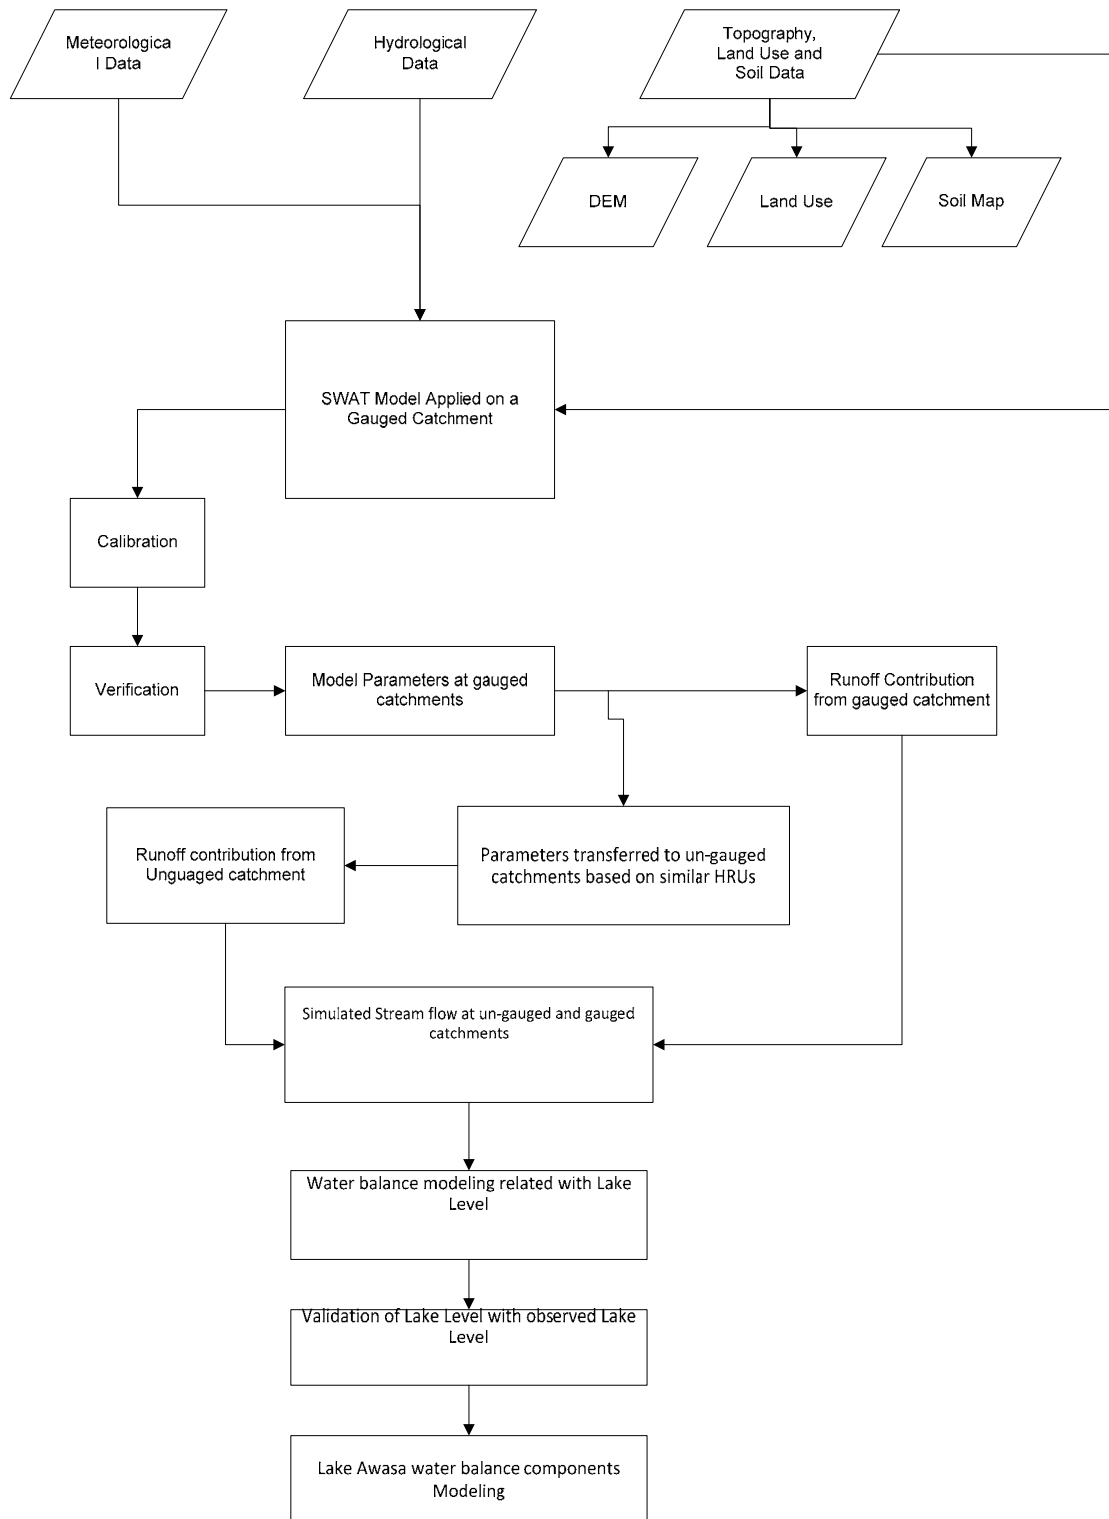 Meteorologica
l Data
Hydrological
Data
Topography,
Land Use and
Soil Data
DEM
Land Use
Soil Map
SWAT Model Applied on a
Gauged Catchment
Calibration
Verification
Model Parameters at gauged
catchments
Runoff Contribution
from gauged catchment
Runoff contribution from
Unguaged catchment
Parameters transferred to un-gauged
catchments based on similar HRUs
Simulated Stream flow at un-gauged and gauged
catchments
Water balance modeling related with Lake
Level
Validation of Lake Level with observed Lake
Level
Lake Awasa water balance components
Modeling